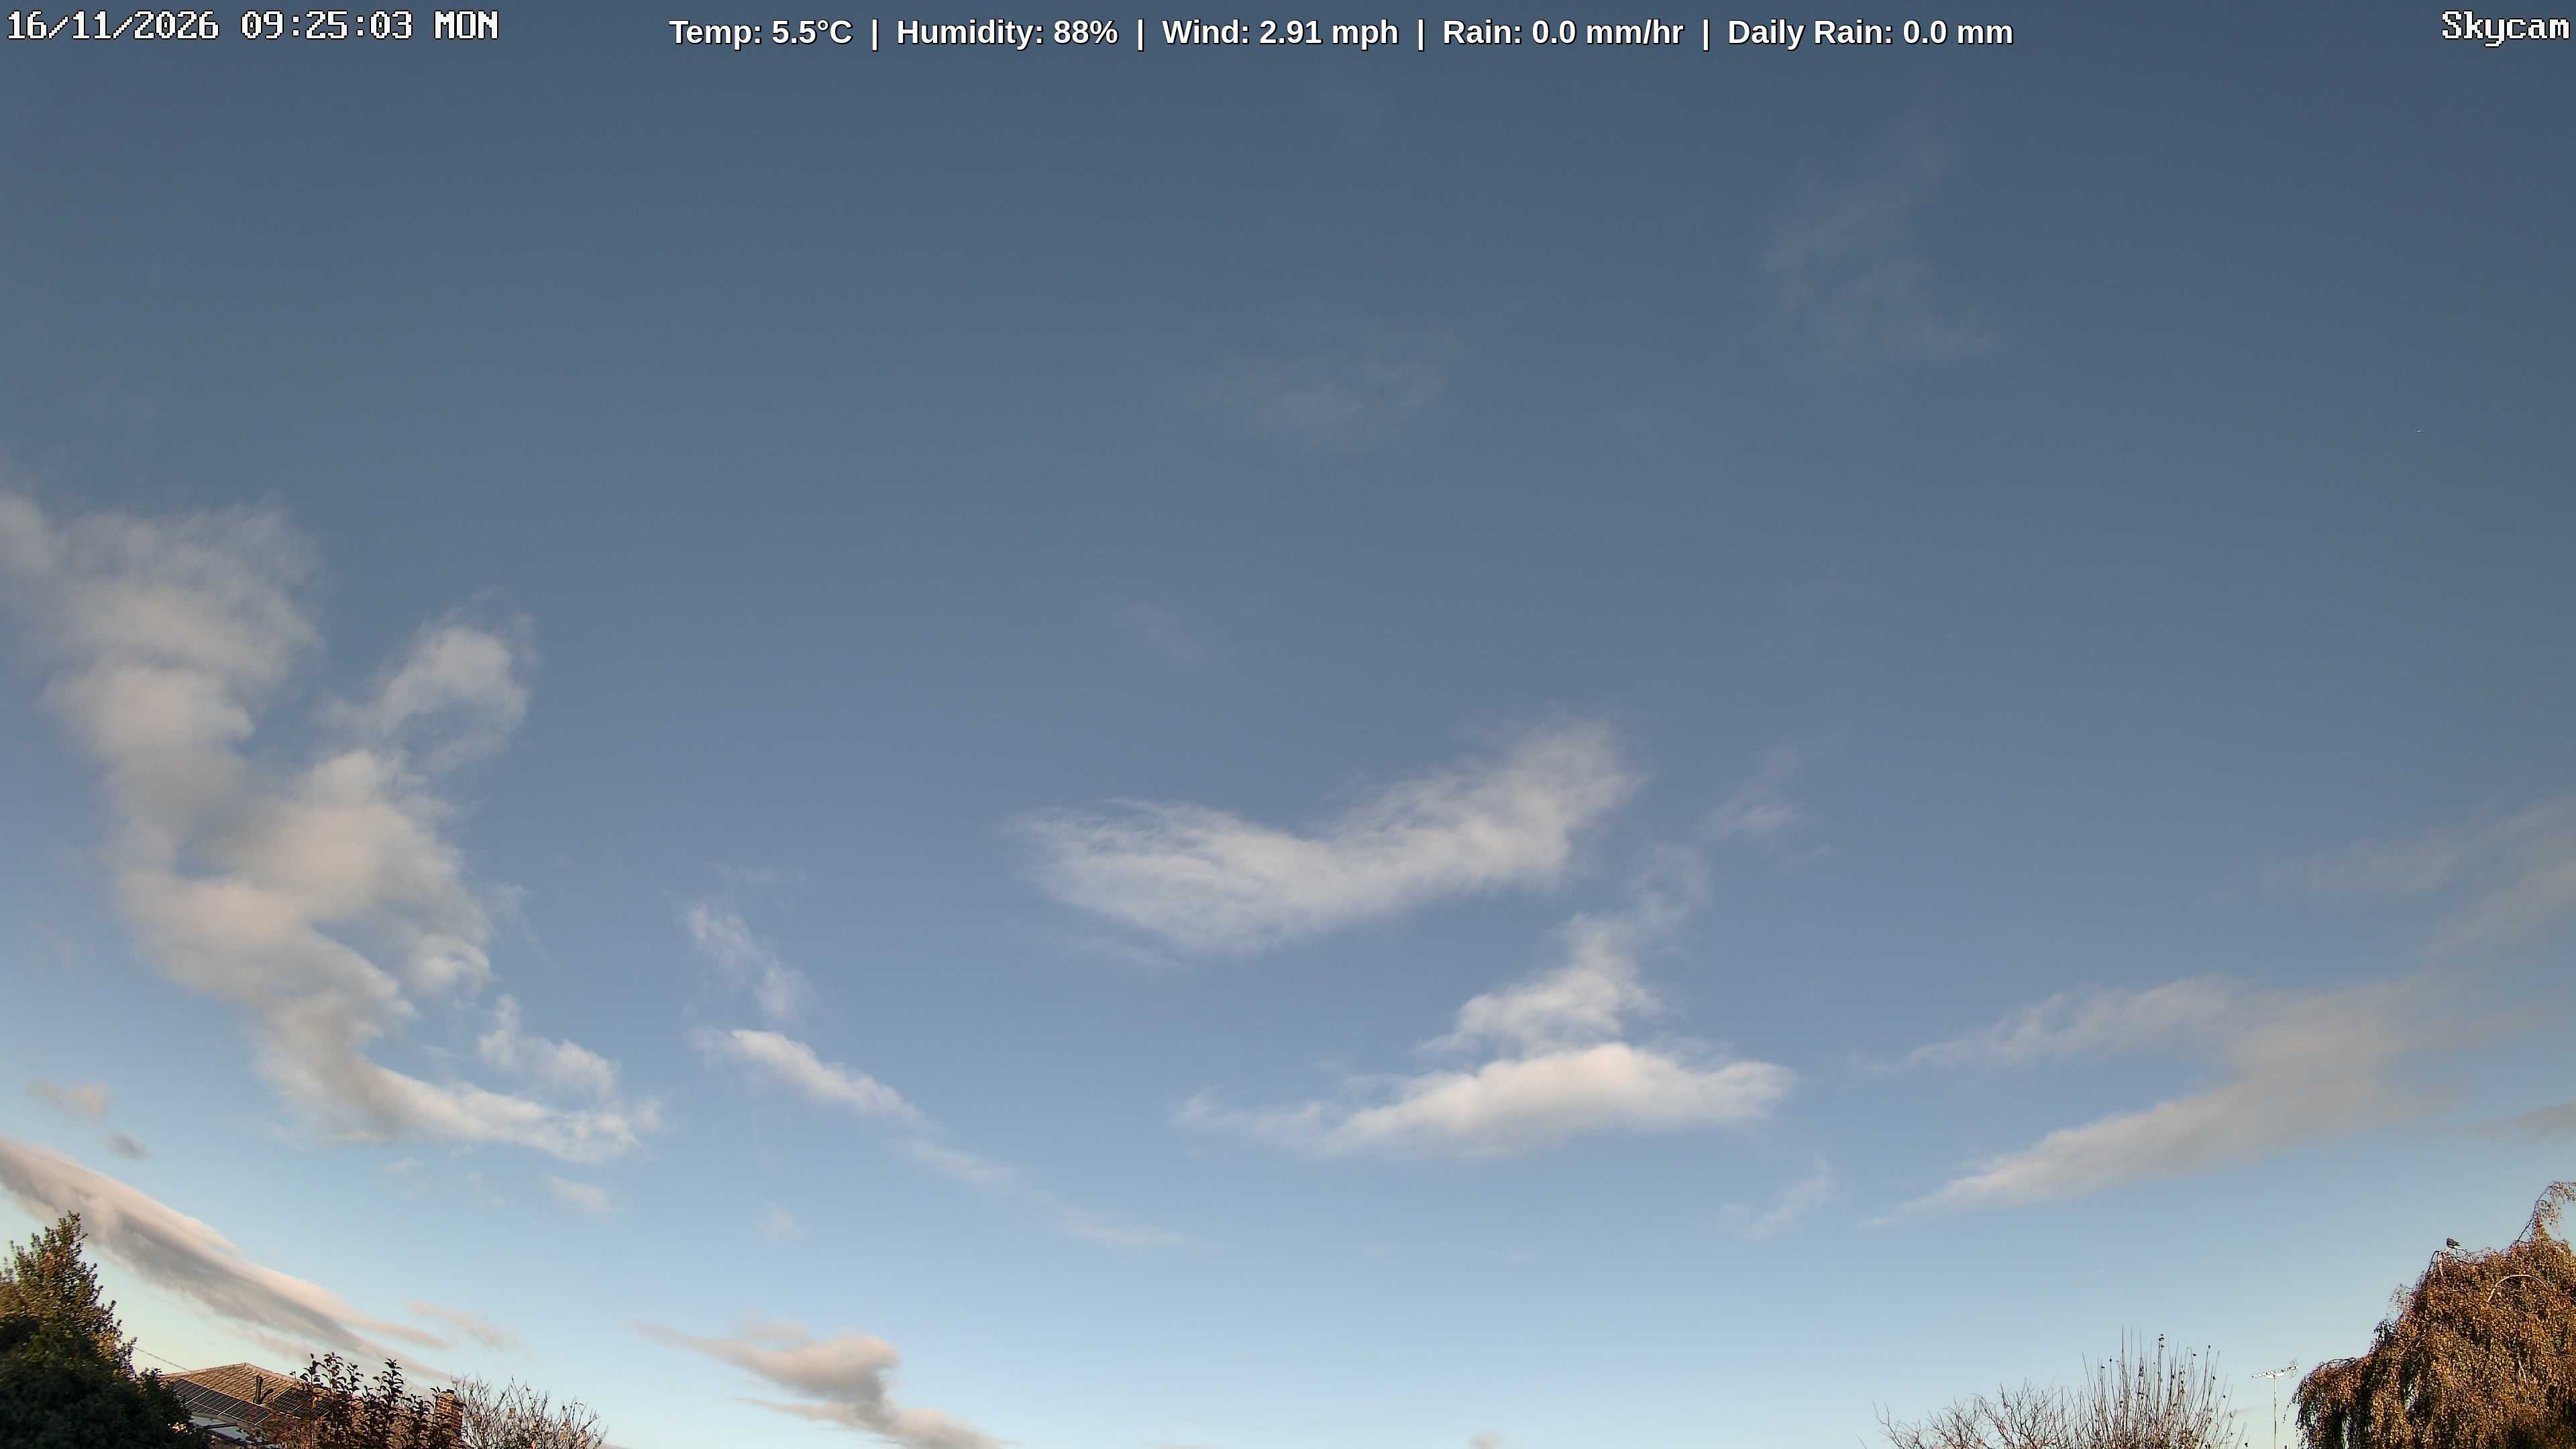 16/11/2026 09:25:03 MON
Temp: 5.5°C | Humidity: 88% | Wind: 2.91 mph | Rain: 0.0 mm/hr | Daily Rain: 0.0 mm
Skycam